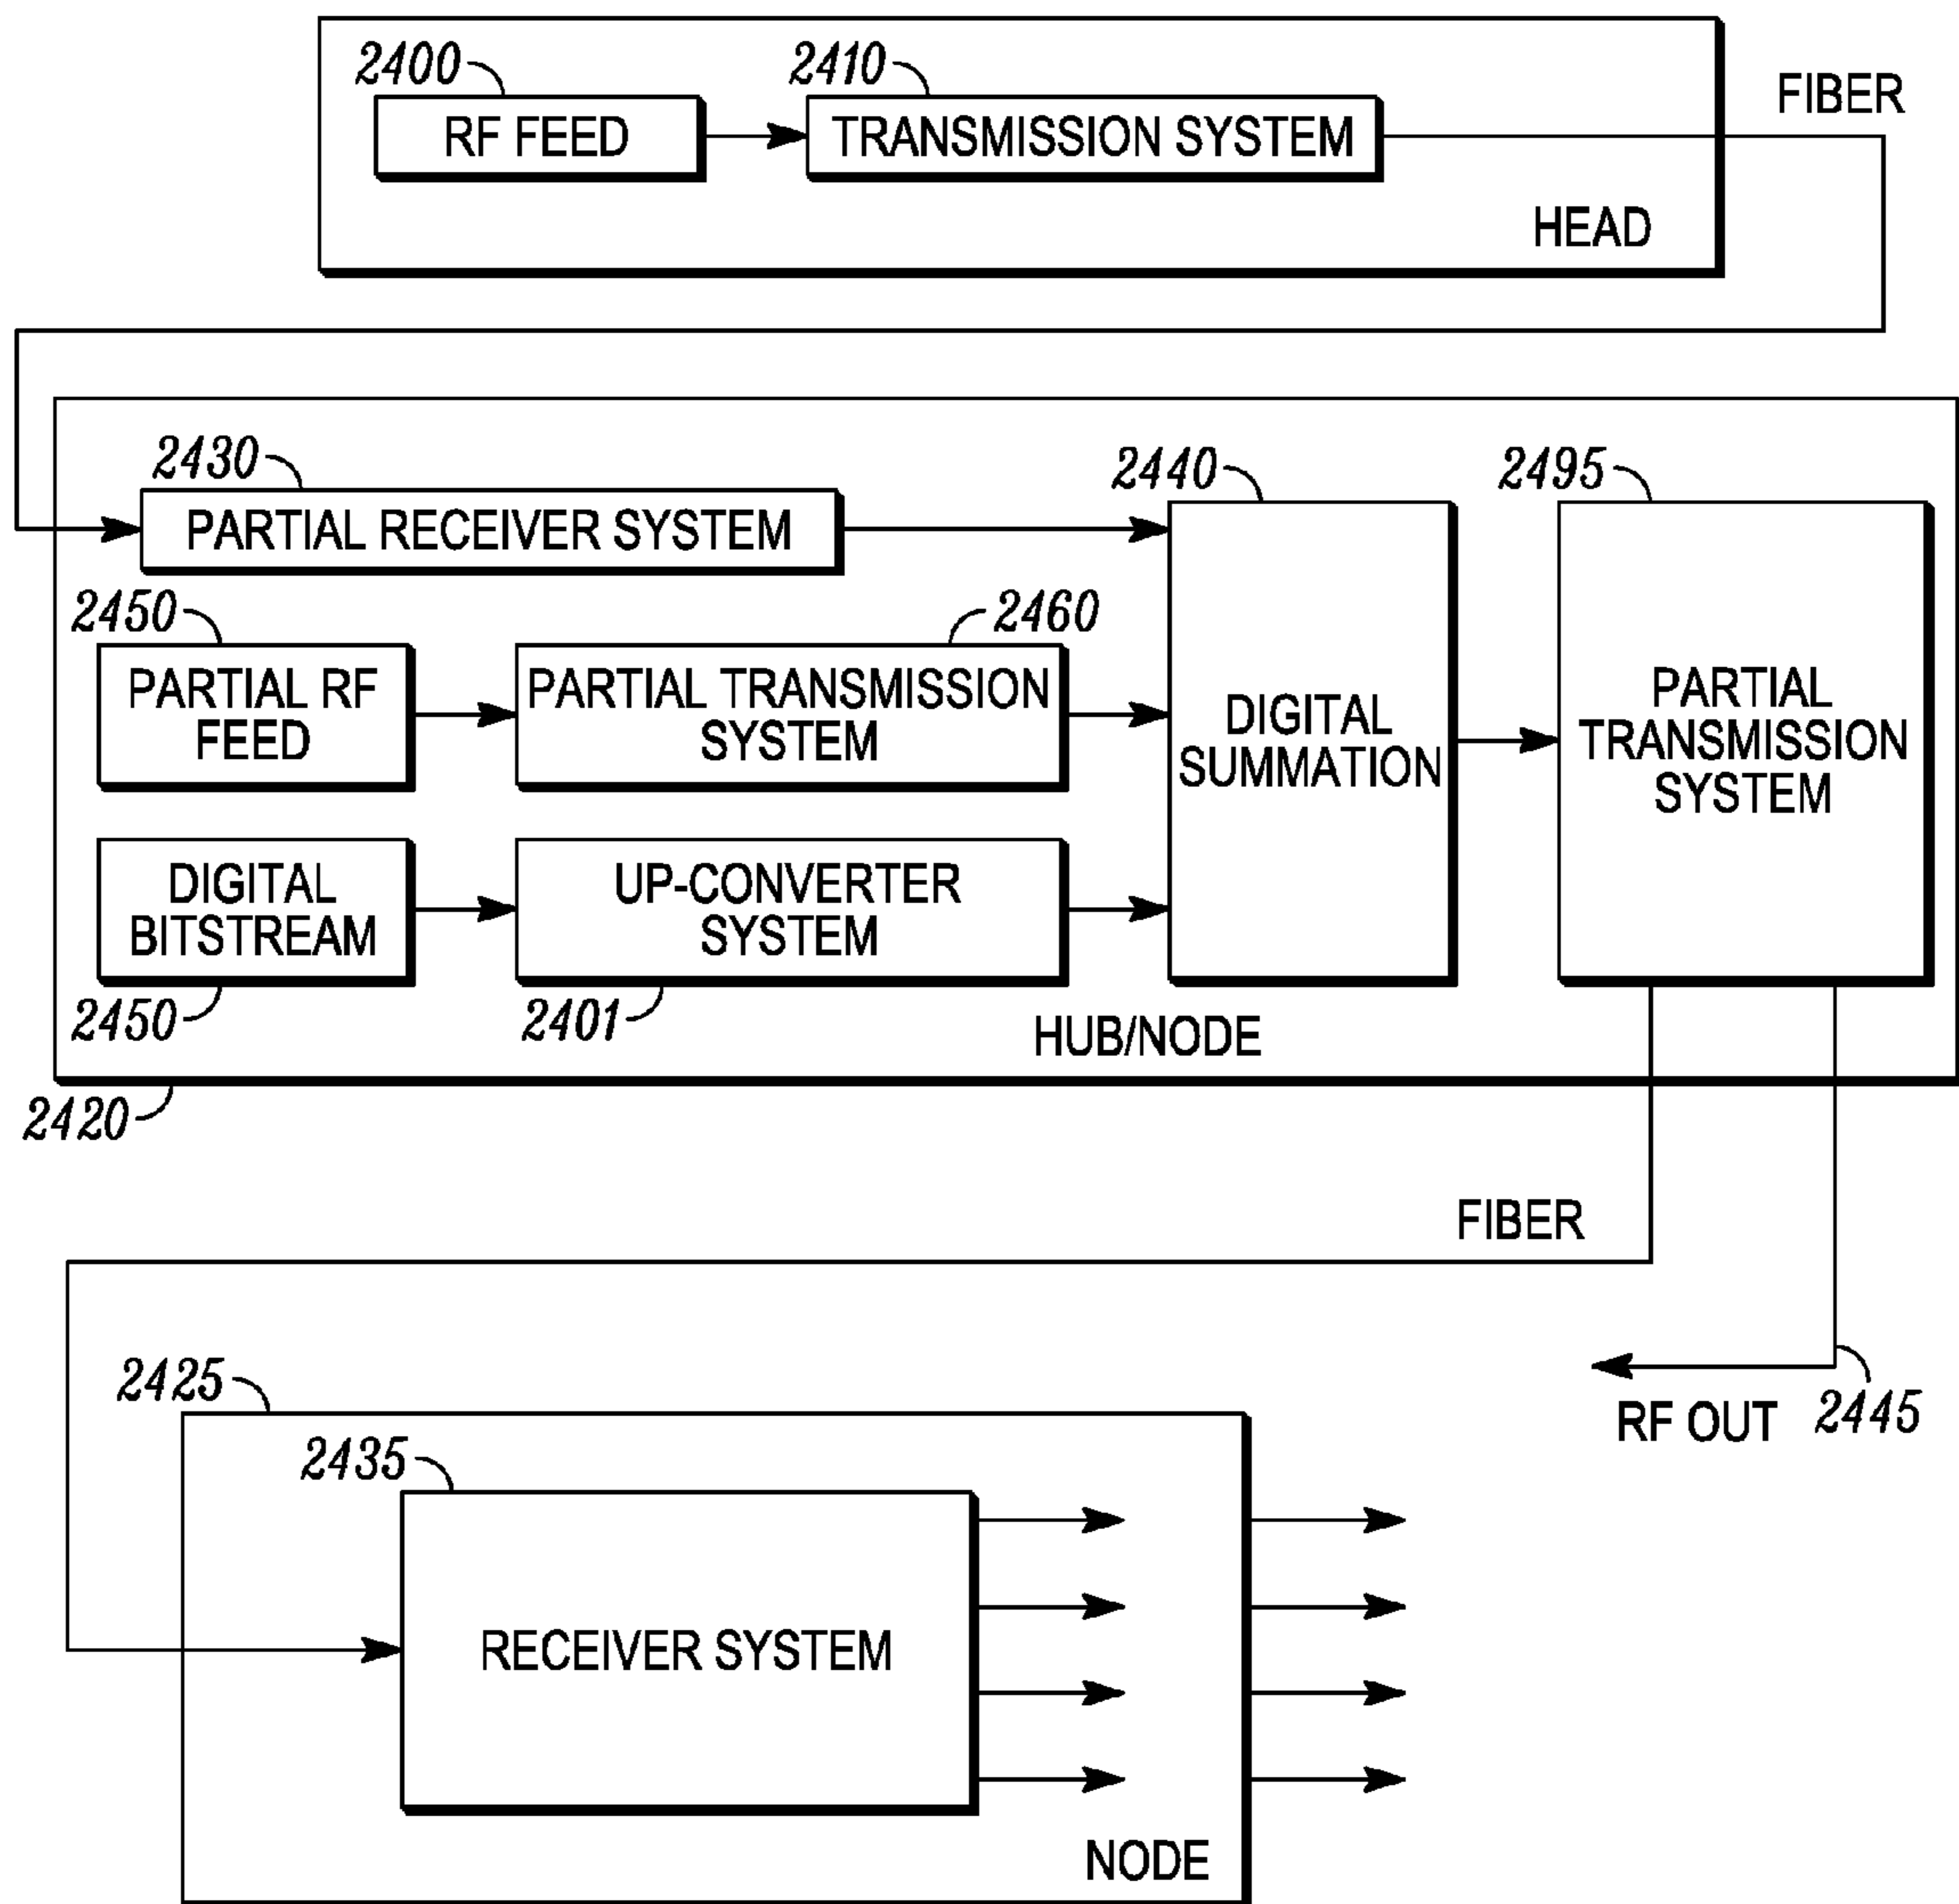 2400
2410
FIBER
RF FEED
TRANSMISSION SYSTEM
HEAD
2430
2440
2495
PARTIAL RECEIVER SYSTEM
2450
2460
PARTIAL RF
FEED
PARTIAL TRANSMISSION
SYSTEM
DIGITAL
SUMMATION
PARTIAL
TRANSMISSION
SYSTEM
DIGITAL
BITSTREAM
UP-CONVERTER
SYSTEM
2450
2401
HUB/NODE
2420
FIBER
2425
RF OUT
2445
2435
RECEIVER SYSTEM
NODE